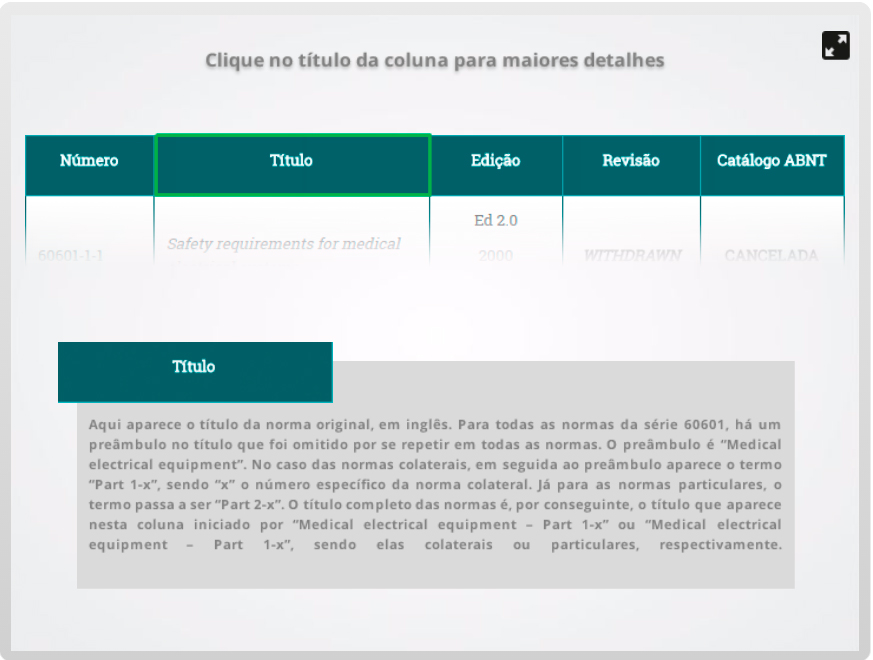 Clique no título da coluna para maiores detalhes
Número Título Edição Revisão Catálogo ABNT
Ed 2.0
Safety requirements for medical
60601-1-1 2000 WITHDRAWN CANCELADA
Título
Aqui aparece o título da norma original, em inglês. Para todas as normas da série 60601, há um
preâmbulo no título que foi omitido por se repetir em todas as normas. O preâmbulo é “Medical
electrical equipment”. No caso das normas colaterais, em seguida ao preâmbulo aparece o termo
“Part 1-x”, sendo “x” o número específico da norma colateral. Já para as normas particulares, o
termo passa a ser “Part 2-x”. O título completo das normas é, por conseguinte, o título que aparece
nesta coluna iniciado por “Medical electrical equipment – Part 1-x” ou “Medical electrical
equipment – Part 1-x”, sendo elas colaterais ou particulares, respectivamente.